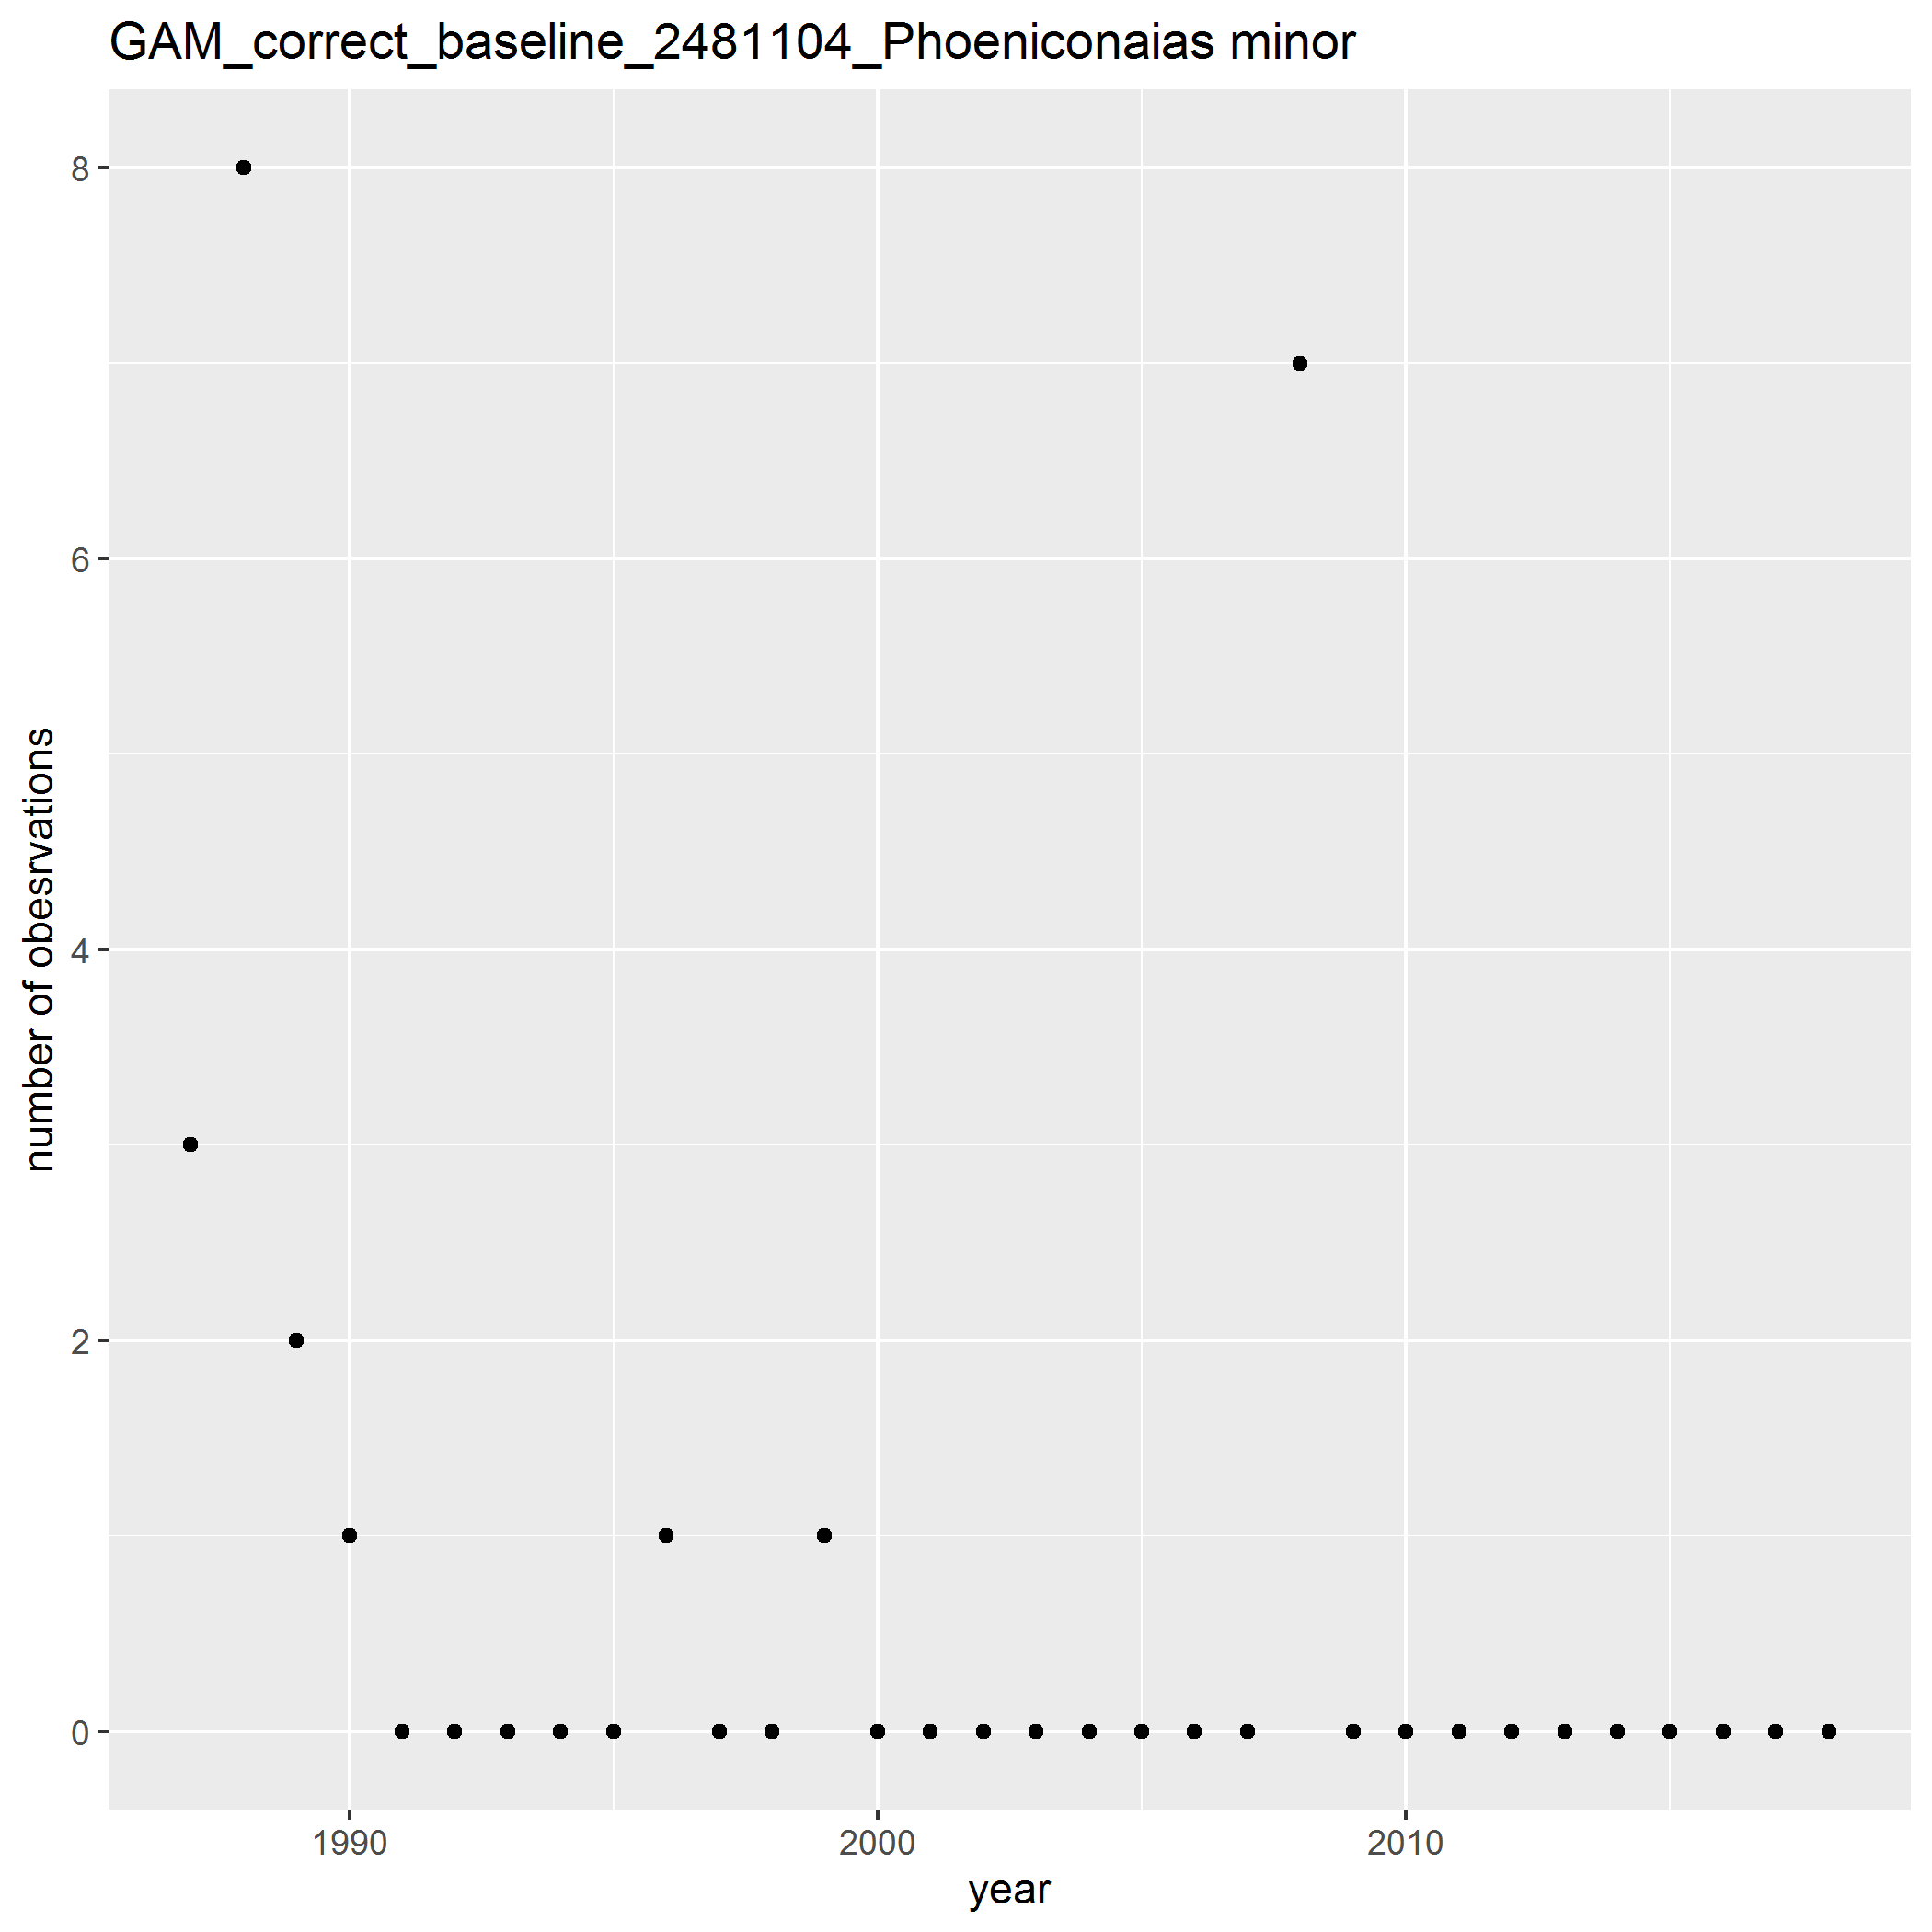 GAM_correct_baseline_2481104_Phoeniconaias minor
8
6
4
2
0
number of obesrvations
1990
2000
2010
year